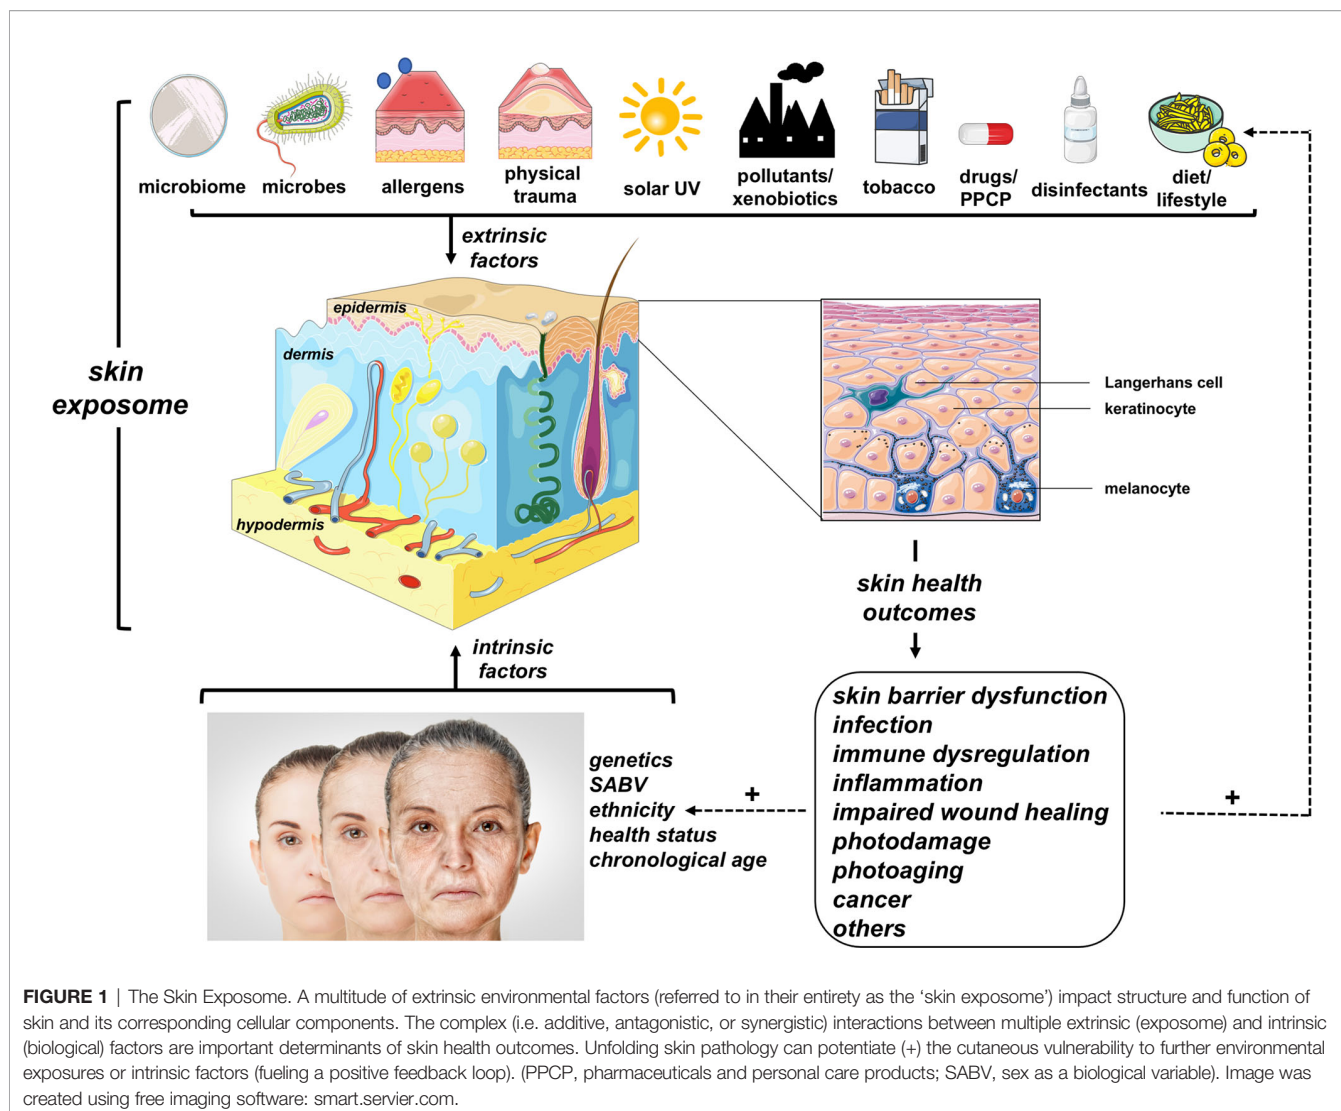 microbiome
microbes
allergens
physical
trauma
solar UV
pollutants/
xenobiotics
tobacco
drugs/
PPCP
disinfectants
diet/
lifestyle
extrinsic
factors
skin
exposome
epidermis
dermis
hypodermis
Langerhans cell
keratinocyte
melanocyte
skin health
outcomes
intrinsic
factors
genetics
SABV
ethnicity
health status
chronological age
+
skin barrier dysfunction
infection
immune dysregulation
inflammation
impaired wound healing
photodamage
photoaging
cancer
others
+
FIGURE 1 | The Skin Exposome. A multitude of extrinsic environmental factors (referred to in their entirety as the ‘skin exposome’) impact structure and function of
skin and its corresponding cellular components. The complex (i.e. additive, antagonistic, or synergistic) interactions between multiple extrinsic (exposome) and intrinsic
(biological) factors are important determinants of skin health outcomes. Unfolding skin pathology can potentiate (+) the cutaneous vulnerability to further environmental
exposures or intrinsic factors (fueling a positive feedback loop). (PPCP, pharmaceuticals and personal care products; SABV, sex as a biological variable). Image was
created using free imaging software: smart.servier.com.